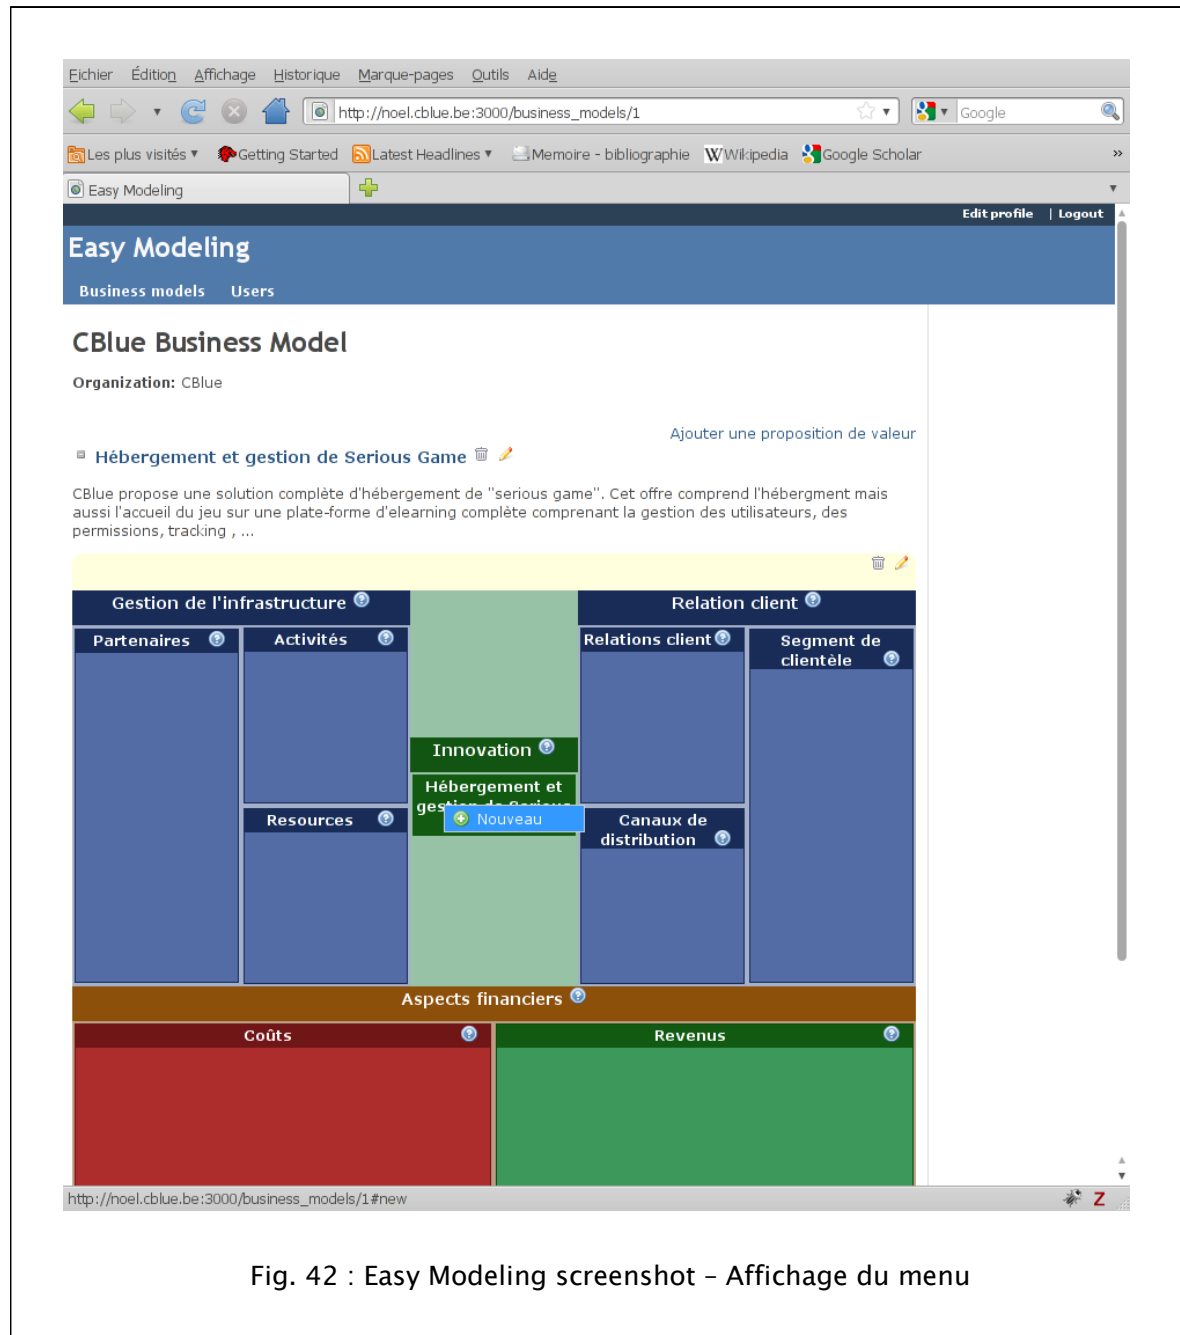 Fichier Édition Affichage Historique Marque-pages Outils Aide
http://noel.cblue.be:3000/business_models/1
Google
Les plus visités Getting Started Latest Headlines Memoire - bibliographie Wikipedia Google Scholar »
Easy Modeling
Edit profile | Logout
Easy Modeling
Business models Users
CBlue Business Model
Organization: CBlue
Ajouter une proposition de valeur
Hébergement et gestion de Serious Game
CBlue propose une solution complète d'hébergement de "serious game". Cet offre comprend l'hébergment mais
aussi l'accueil du jeu sur une plate-forme d'elearning complète comprenant la gestion des utilisateurs, des
permissions, tracking , ...
Gestion de l'infrastructure
Relation client
Partenaires
Activités
Relations client
Segment de
clientèle
Innovation
Hébergement et
gestion de Serious
Nouveau
Resources
Canaux de
distribution
Aspects financiers
Coûts
Revenus
http://noel.cblue.be:3000/business_models/1#new
Z
Fig. 42 : Easy Modeling screenshot – Affichage du menu